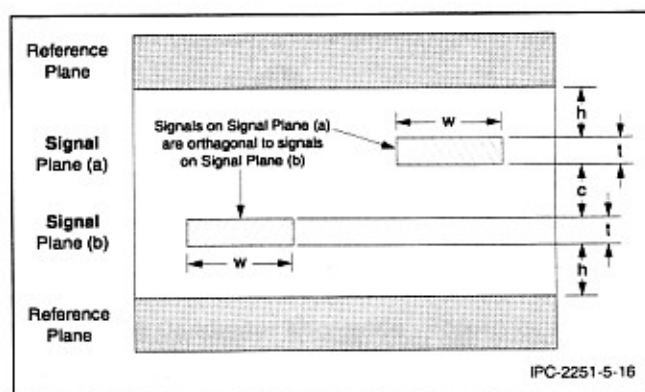 Reference
Plane
Signal
Plane (a)
Signals on Signal Plane (a)
are orthogonal to signals
on Signal Plane (b)
w
h
t
c
Signal
Plane (b)
w
t
h
Reference
Plane
IPC-2251-5-16